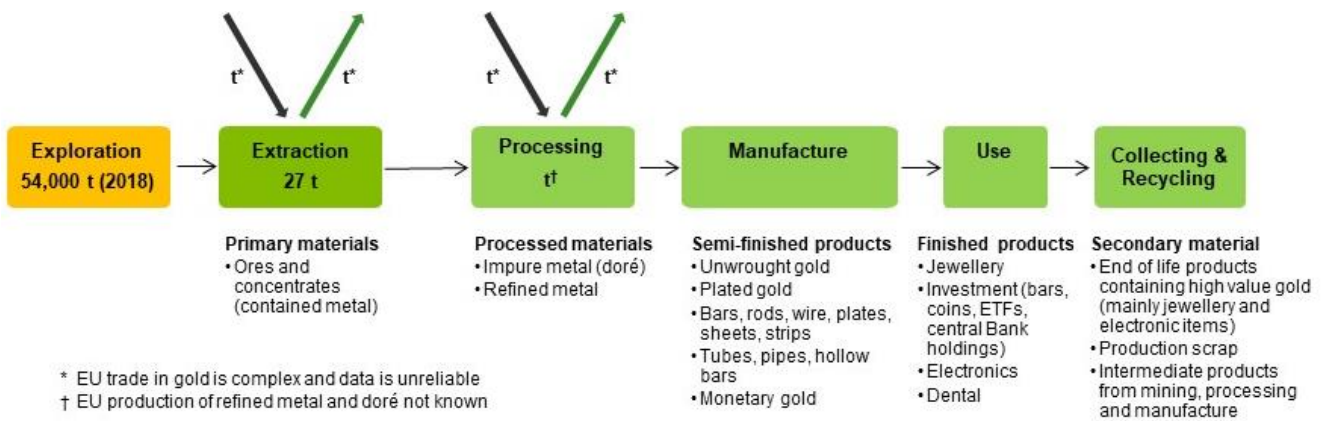 t*
t*
t*
t*
Exploration
54,000 t (2018)
Extraction
27 t
Processing
t†
Manufacture
Use
Collecting &
Recycling
Primary materials
• Ores and
concentrates
(contained metal)
Processed materials
• Impure metal (doré)
• Refined metal
Semi-finished products
• Unwrought gold
• Plated gold
• Bars, rods, wire, plates,
sheets, strips
• Tubes, pipes, hollow
bars
• Monetary gold
Finished products
• Jewellery
• Investment (bars,
coins, ETFs,
central Bank
holdings)
• Electronics
• Dental
Secondary material
• End of life products
containing high value gold
(mainly jewellery and
electronic items)
• Production scrap
• Intermediate products
from mining, processing
and manufacture
* EU trade in gold is complex and data is unreliable
† EU production of refined metal and doré not known